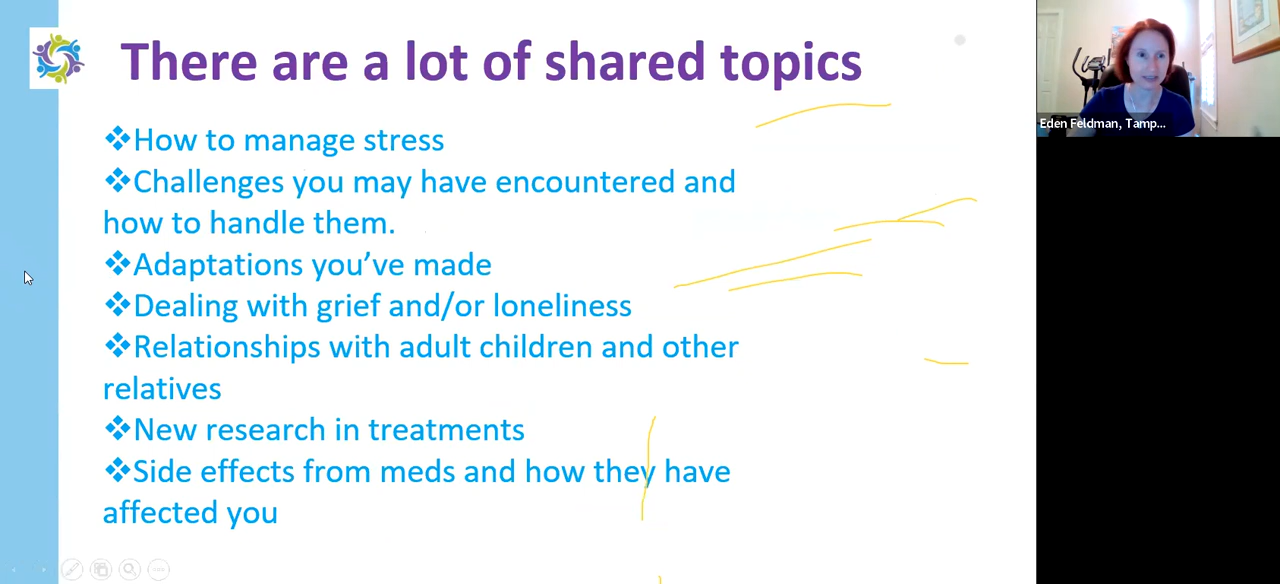 There are a lot of shared topics
❖How to manage stress
❖Challenges you may have encountered and
how to handle them.
❖Adaptations you’ve made
❖Dealing with grief and/or loneliness
❖Relationships with adult children and other
relatives
❖New research in treatments
❖Side effects from meds and how they have
affected you
Eden Feldman, Tamp...